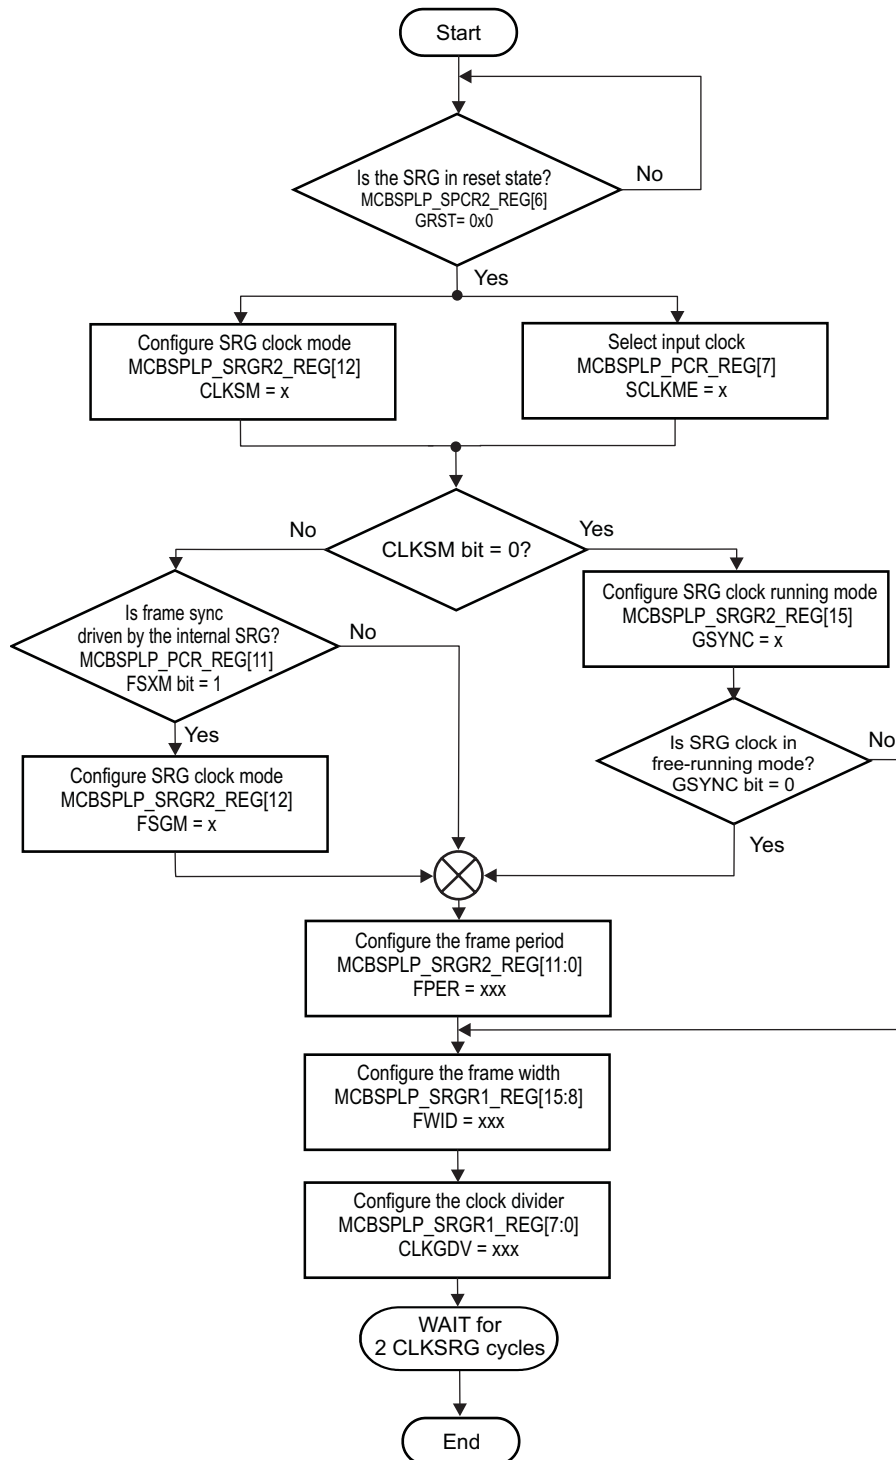 Start
Is the SRG in reset state?
MCBSPLP_SPCR2_REG[6]
GRST= 0x0
No
Yes
Configure SRG clock mode
MCBSPLP_SRGR2_REG[12]
CLKSM = x
Select input clock
MCBSPLP_PCR_REG[7]
SCLKME = x
No
CLKSM bit = 0?
Yes
Is frame sync
driven by the internal SRG?
MCBSPLP_PCR_REG[11]
FSXM bit = 1
No
Yes
Configure SRG clock running mode
MCBSPLP_SRGR2_REG[15]
GSYNC = x
Configure SRG clock mode
MCBSPLP_SRGR2_REG[12]
FSGM = x
Is SRG clock in
free-running mode?
GSYNC bit = 0
No
Yes
Configure the frame period
MCBSPLP_SRGR2_REG[11:0]
FPER = xxx
Configure the frame width
MCBSPLP_SRGR1_REG[15:8]
FWID = xxx
Configure the clock divider
MCBSPLP_SRGR1_REG[7:0]
CLKGDV = xxx
WAIT for
2 CLKSRG cycles
End